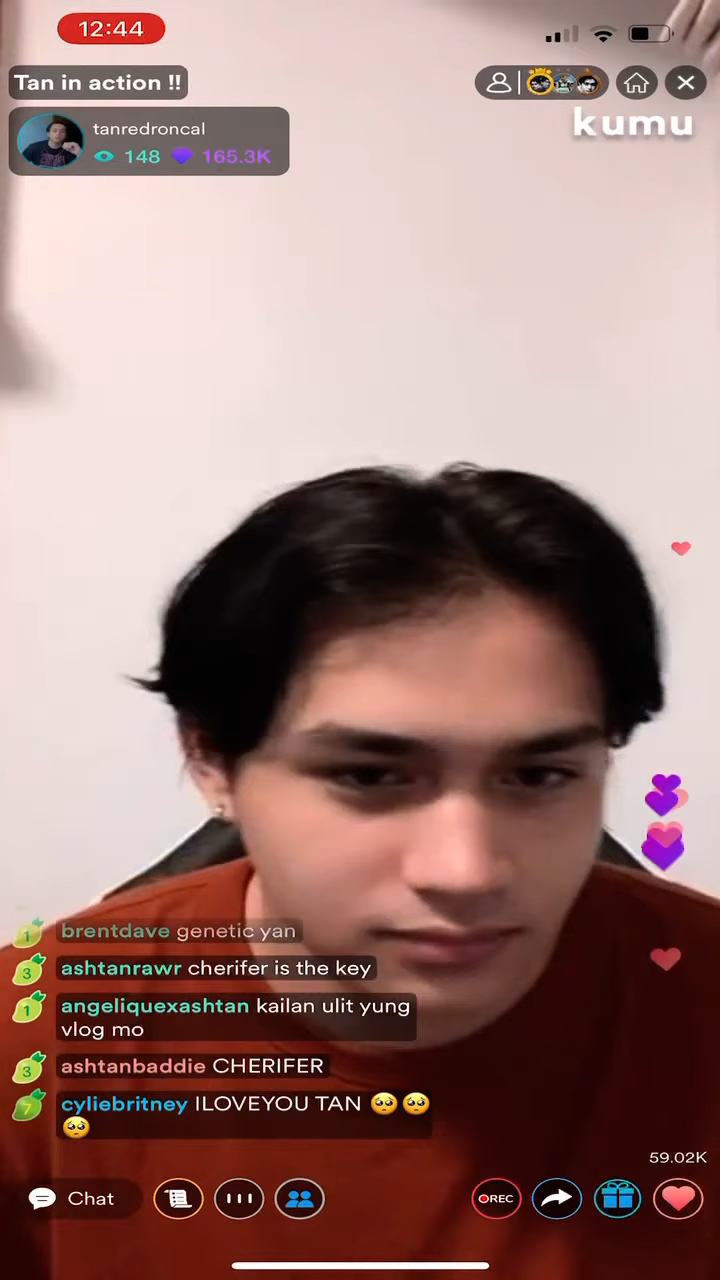 12:44
Tan in action !!
kumu
tanredroncal
148 165.3K
1 brentdave genetic yan
3 ashtanrawr cherifer is the key
1 angeliquexashtan kailan ulit yung
vlog mo
3 ashtanbaddie CHERIFER
7 cyliebritney ILOVEYOU TAN 🥺🥺
🥺
59.02K
Chat
REC